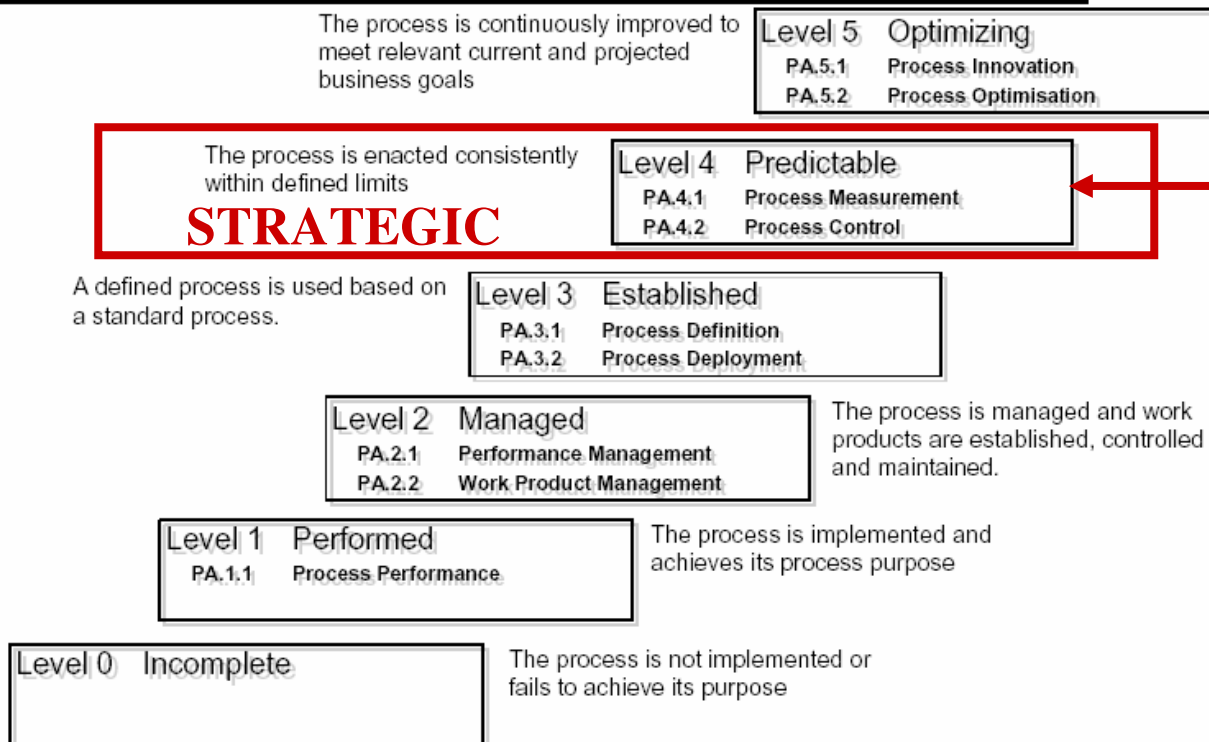 The process is continuously improved to
meet relevant current and projected
business goals
Level 5 Optimizing
PA.5.1 Process Innovation
PA.5.2 Process Optimisation
The process is enacted consistently
within defined limits
STRATEGIC
Level 4 Predictable
PA.4.1 Process Measurement
PA.4.2 Process Control
A defined process is used based on
a standard process.
Level 3 Established
PA.3.1 Process Definition
PA.3.2 Process Deployment
Level 2 Managed
PA.2.1 Performance Management
PA.2.2 Work Product Management
The process is managed and work
products are established, controlled
and maintained.
Level 1 Performed
PA.1.1 Process Performance
The process is implemented and
achieves its process purpose
Level 0 Incomplete
The process is not implemented or
fails to achieve its purpose